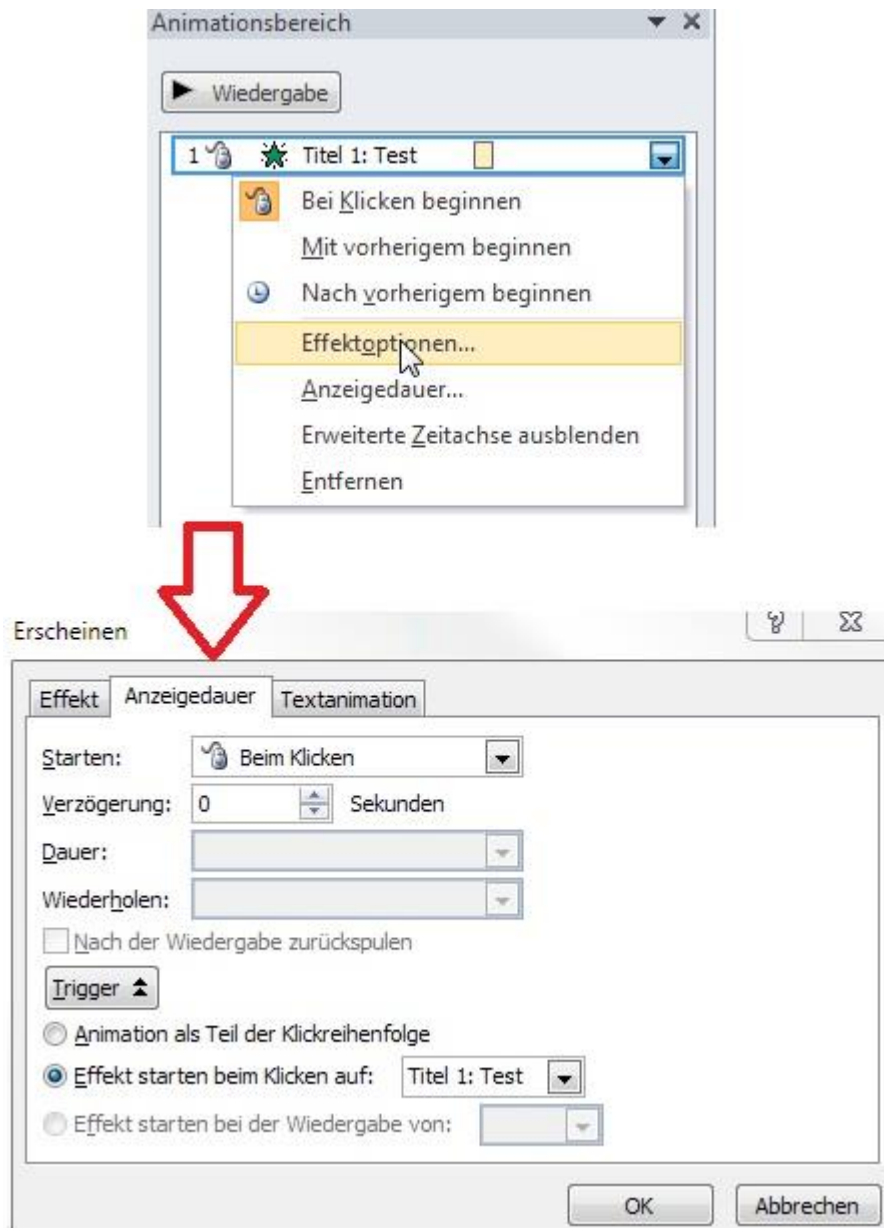 Animationsbereich
Wiedergabe
1 Titel 1: Test
Bei Klicken beginnen
Mit vorherigem beginnen
Nach vorherigem beginnen
Effektoptionen...
Anzeigedauer...
Erweiterte Zeitachse ausblenden
Entfernen
Erscheinen
Effekt Anzeigedauer Textanimation
Starten: Beim Klicken
Verzögerung: 0 Sekunden
Dauer:
Wiederholen:
Nach der Wiedergabe zurückspulen
Trigger
Animation als Teil der Klickreihenfolge
Effekt starten beim Klicken auf: Titel 1: Test
Effekt starten bei der Wiedergabe von:
OK Abbrechen